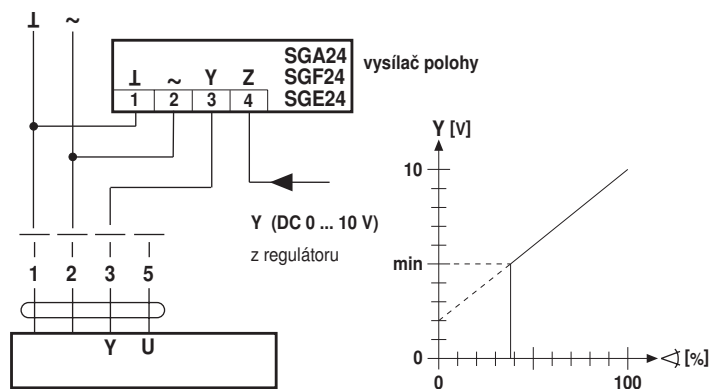 ⊥ ~
SGA24
SGF24
SGE24
vysílač polohy
⊥ ~ Y Z
1 2 3 4
Y (DC 0 ... 10 V)
z regulátoru
1 2 3 5
Y U
Y [V]
10
min
0
0 100
[%]